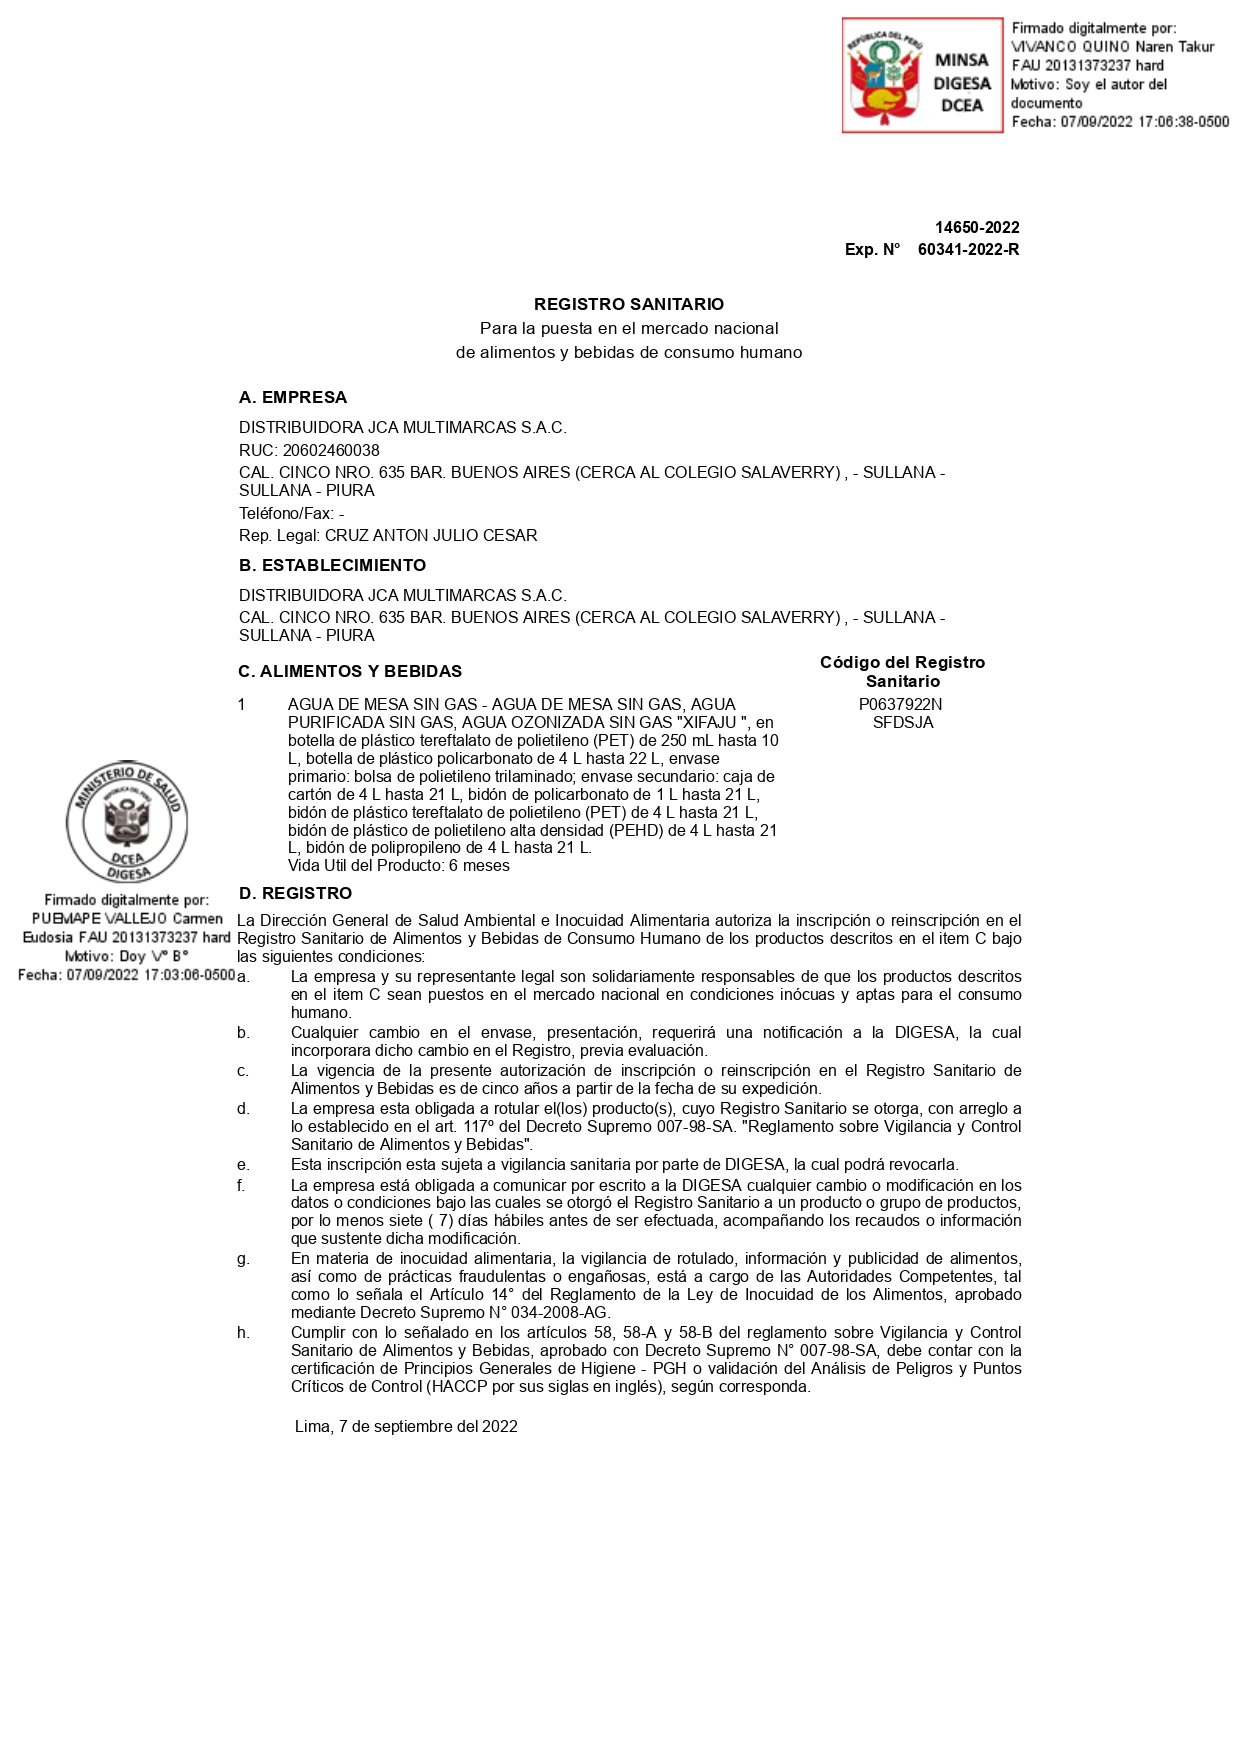 REPÚBLICA DEL PERÚ
MINSA
DIGESA
DCEA
Firmado digitalmente por:
VIVANCO QUINO Naren Takur
FAU 20131373237 hard
Motivo: Soy el autor del
documento
Fecha: 07/09/2022 17:06:38-0500
14650-2022
Exp. N° 60341-2022-R
REGISTRO SANITARIO
Para la puesta en el mercado nacional
de alimentos y bebidas de consumo humano
A. EMPRESA
DISTRIBUIDORA JCA MULTIMARCAS S.A.C.
RUC: 20602460038
CAL. CINCO NRO. 635 BAR. BUENOS AIRES (CERCA AL COLEGIO SALAVERRY) , - SULLANA -
SULLANA - PIURA
Teléfono/Fax: -
Rep. Legal: CRUZ ANTON JULIO CESAR
B. ESTABLECIMIENTO
DISTRIBUIDORA JCA MULTIMARCAS S.A.C.
CAL. CINCO NRO. 635 BAR. BUENOS AIRES (CERCA AL COLEGIO SALAVERRY) , - SULLANA -
SULLANA - PIURA
C. ALIMENTOS Y BEBIDAS
Código del Registro
Sanitario
1 AGUA DE MESA SIN GAS - AGUA DE MESA SIN GAS, AGUA P0637922N
PURIFICADA SIN GAS, AGUA OZONIZADA SIN GAS "XIFAJU ", en SFDSJA
botella de plástico tereftalato de polietileno (PET) de 250 mL hasta 10
L, botella de plástico policarbonato de 4 L hasta 22 L, envase
primario: bolsa de polietileno trilaminado; envase secundario: caja de
cartón de 4 L hasta 21 L, bidón de policarbonato de 1 L hasta 21 L,
bidón de plástico tereftalato de polietileno (PET) de 4 L hasta 21 L,
bidón de plástico de polietileno alta densidad (PEHD) de 4 L hasta 21
L, bidón de polipropileno de 4 L hasta 21 L.
Vida Util del Producto: 6 meses
MINISTERIO DE SALUD
REPUBLICA DEL PERU
DCEA
DIGESA
Firmado digitalmente por:
PUEMAPE VALLEJO Carmen
Eudosia FAU 20131373237 hard
Motivo: Doy V° B°
Fecha: 07/09/2022 17:03:06-0500
D. REGISTRO
La Dirección General de Salud Ambiental e Inocuidad Alimentaria autoriza la inscripción o reinscripción en el
Registro Sanitario de Alimentos y Bebidas de Consumo Humano de los productos descritos en el item C bajo
las siguientes condiciones:
a. La empresa y su representante legal son solidariamente responsables de que los productos descritos
en el item C sean puestos en el mercado nacional en condiciones inócuas y aptas para el consumo
humano.
b. Cualquier cambio en el envase, presentación, requerirá una notificación a la DIGESA, la cual
incorporara dicho cambio en el Registro, previa evaluación.
c. La vigencia de la presente autorización de inscripción o reinscripción en el Registro Sanitario de
Alimentos y Bebidas es de cinco años a partir de la fecha de su expedición.
d. La empresa esta obligada a rotular el(los) producto(s), cuyo Registro Sanitario se otorga, con arreglo a
lo establecido en el art. 117º del Decreto Supremo 007-98-SA. "Reglamento sobre Vigilancia y Control
Sanitario de Alimentos y Bebidas".
e. Esta inscripción esta sujeta a vigilancia sanitaria por parte de DIGESA, la cual podrá revocarla.
f. La empresa está obligada a comunicar por escrito a la DIGESA cualquier cambio o modificación en los
datos o condiciones bajo las cuales se otorgó el Registro Sanitario a un producto o grupo de productos,
por lo menos siete ( 7) días hábiles antes de ser efectuada, acompañando los recaudos o información
que sustente dicha modificación.
g. En materia de inocuidad alimentaria, la vigilancia de rotulado, información y publicidad de alimentos,
así como de prácticas fraudulentas o engañosas, está a cargo de las Autoridades Competentes, tal
como lo señala el Artículo 14° del Reglamento de la Ley de Inocuidad de los Alimentos, aprobado
mediante Decreto Supremo N° 034-2008-AG.
h. Cumplir con lo señalado en los artículos 58, 58-A y 58-B del reglamento sobre Vigilancia y Control
Sanitario de Alimentos y Bebidas, aprobado con Decreto Supremo N° 007-98-SA, debe contar con la
certificación de Principios Generales de Higiene - PGH o validación del Análisis de Peligros y Puntos
Críticos de Control (HACCP por sus siglas en inglés), según corresponda.
Lima, 7 de septiembre del 2022